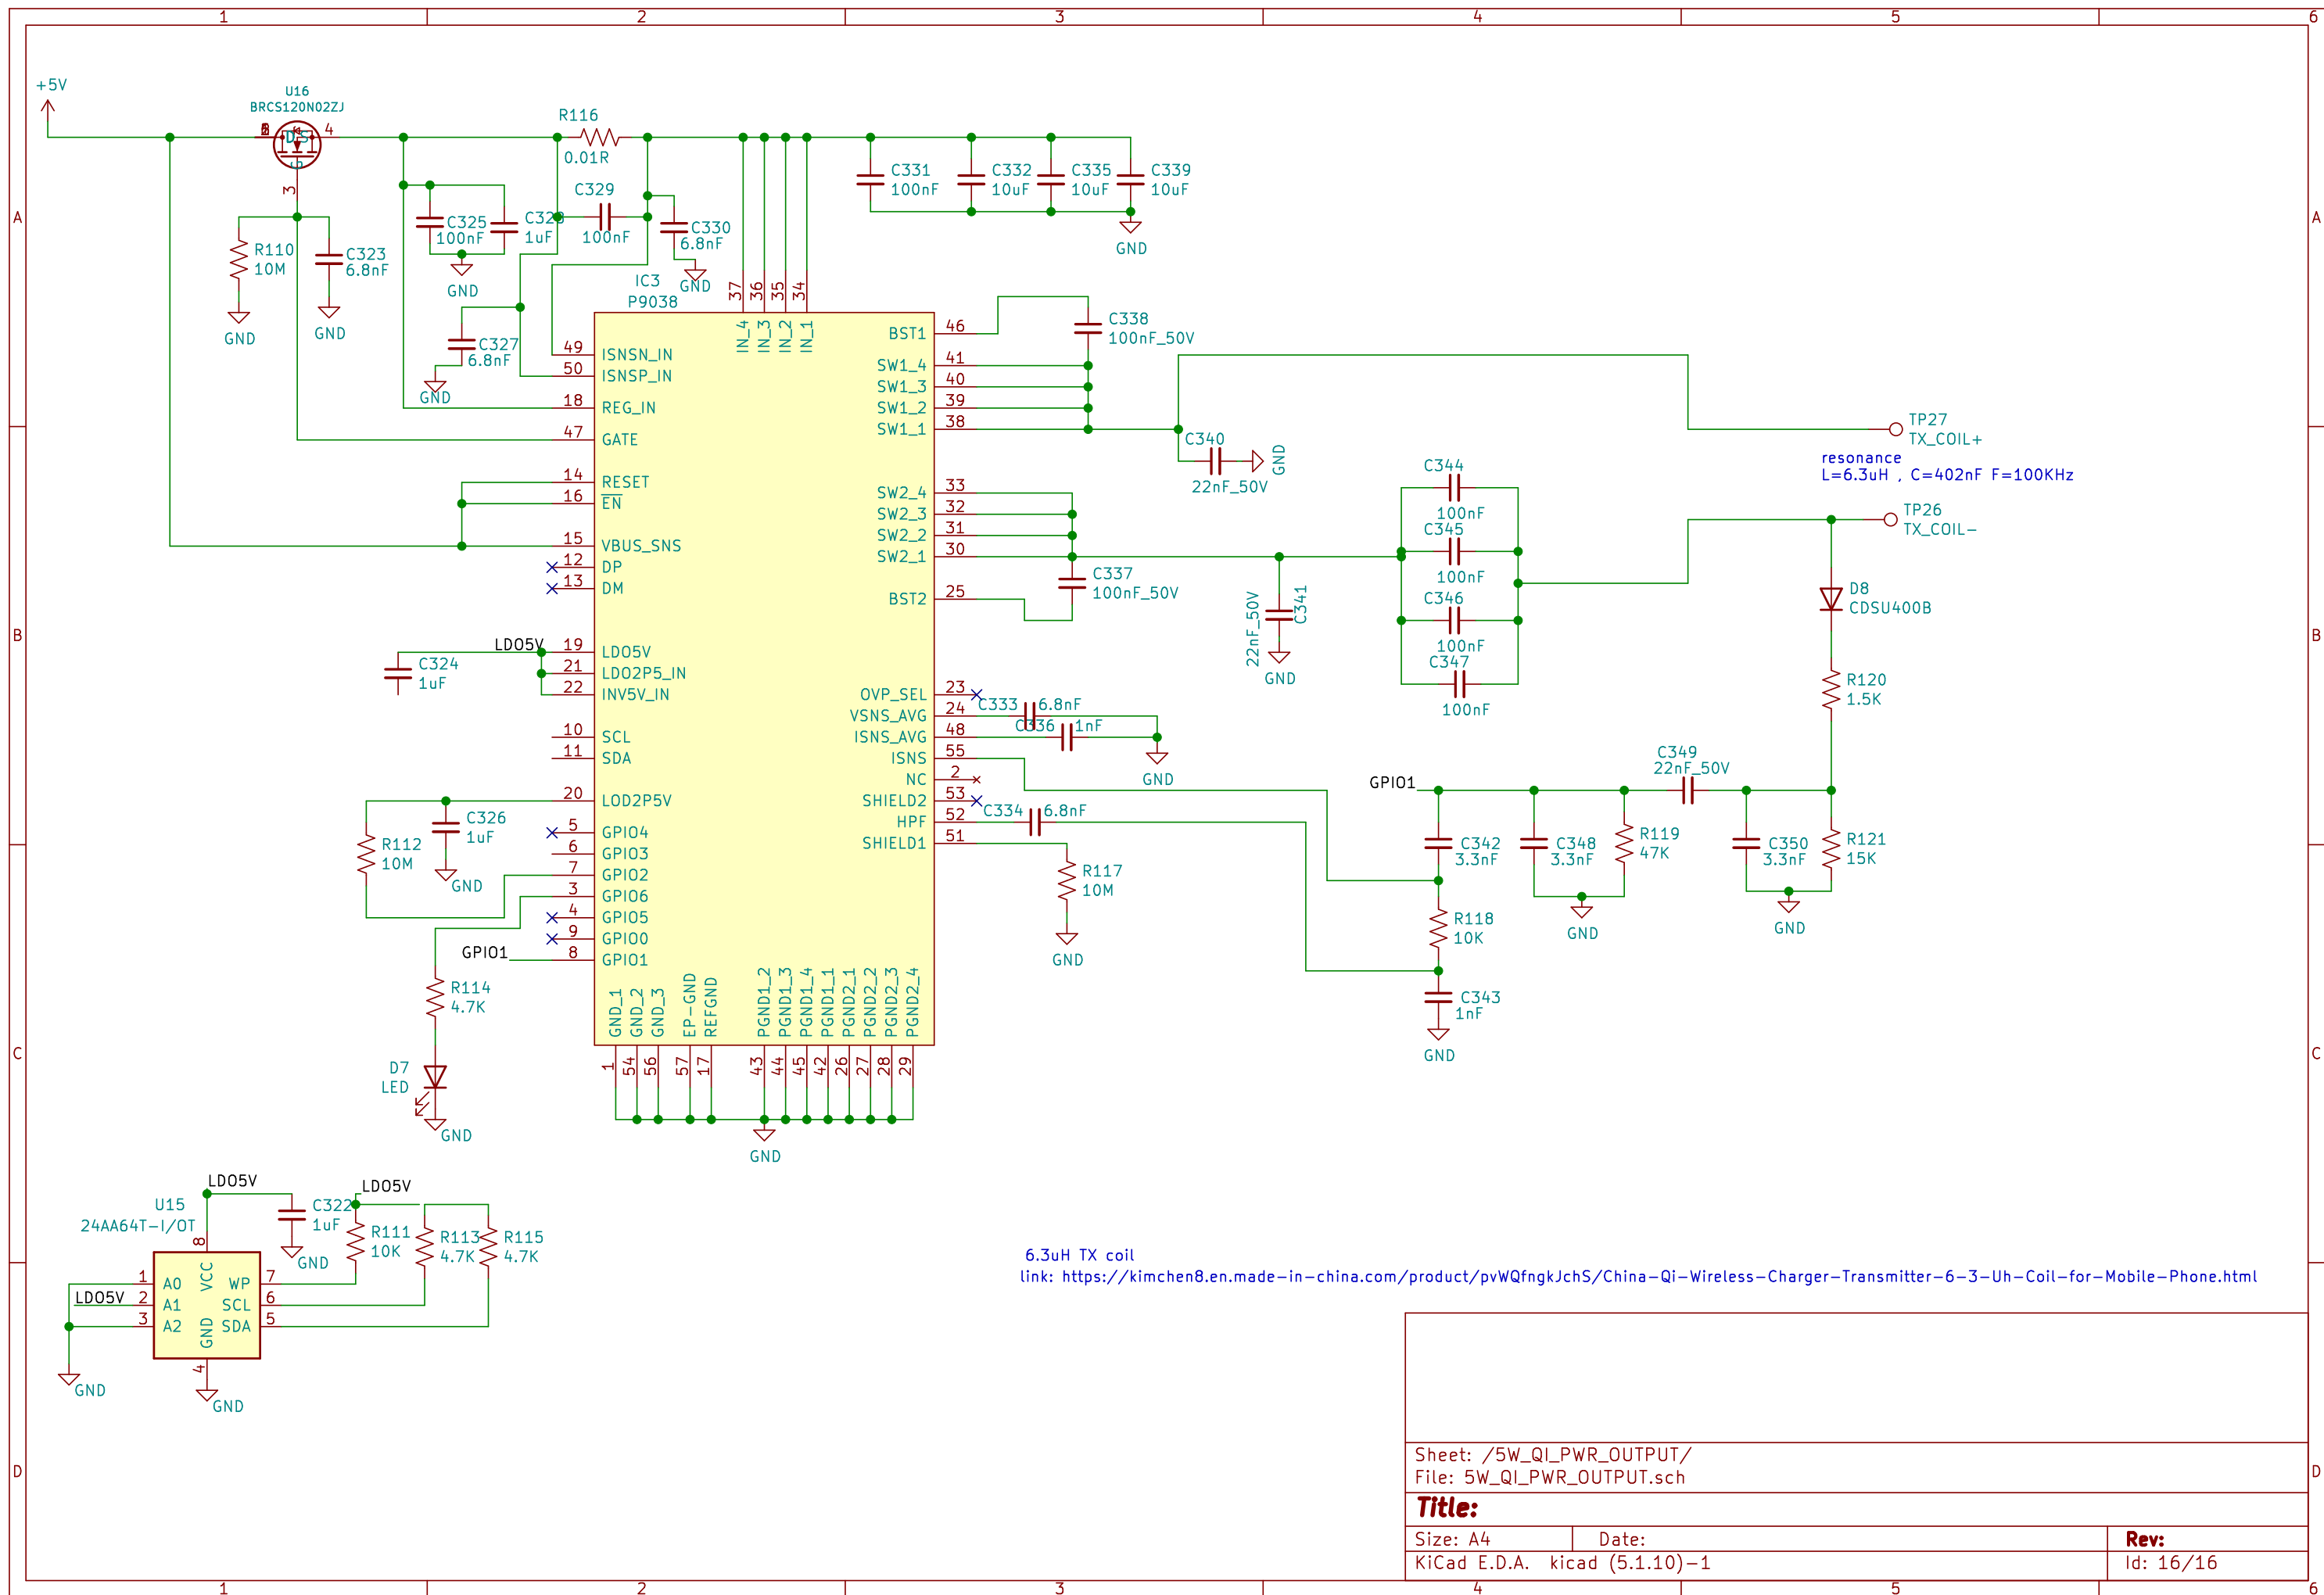 1 2 3 4 5 6
+5V
U16
BRCS120N02ZJ
4
D S
G
3
R116
0.01R
C329
100nF
C325
100nF
C328
1uF
C330
6.8nF
GND
GND
R110
10M
GND
C323
6.8nF
GND
C327
6.8nF
GND
C331
100nF
C332
10uF
C335
10uF
C339
10uF
GND
IC3
P9038
37 36 35 34
IN_4 IN_3 IN_2 IN_1
49 ISNSN_IN
50 ISNSP_IN
18 REG_IN
47 GATE
14 RESET
16 EN
15 VBUS_SNS
12 DP
13 DM
LDO5V
19 LDO5V
21 LDO2P5_IN
22 INV5V_IN
10 SCL
11 SDA
20 LOD2P5V
5 GPIO4
6 GPIO3
7 GPIO2
3 GPIO6
4 GPIO5
9 GPIO0
GPIO1
8 GPIO1
C324
1uF
C326
1uF
GND
R112
10M
R114
4.7K
D7
LED
GND
BST1 46
SW1_4 41
SW1_3 40
SW1_2 39
SW1_1 38
SW2_4 33
SW2_3 32
SW2_2 31
SW2_1 30
BST2 25
OVP_SEL 23
VSNS_AVG 24
ISNS_AVG 48
ISNS 55
NC 2
SHIELD2 53
HPF 52
SHIELD1 51
GND_1 GND_2 GND_3 EP-GND REFGND PGND1_2 PGND1_3 PGND1_4 PGND1_1 PGND2_1 PGND2_2 PGND2_3 PGND2_4
1 54 56 57 17 43 44 45 42 26 27 28 29
GND
C338
100nF_50V
C340
22nF_50V
GND
C337
100nF_50V
C341
22nF_50V
GND
C333 6.8nF
C336 1nF
GND
C334 6.8nF
R117
10M
GND
C344
100nF
C345
100nF
C346
100nF
C347
100nF
TP27
TX_COIL+
resonance
L=6.3uH , C=402nF F=100KHz
TP26
TX_COIL-
D8
CDSU400B
R120
1.5K
C349
22nF_50V
GPIO1
C342
3.3nF
C348
3.3nF
R119
47K
GND
C350
3.3nF
R121
15K
GND
R118
10K
C343
1nF
GND
LDO5V
U15
24AA64T-I/OT
C322
1uF
GND
LDO5V
R111
10K
R113
4.7K
R115
4.7K
8
VCC
1 A0
LDO5V
2 A1
3 A2
WP 7
SCL 6
SDA 5
GND
4
GND
GND
6.3uH TX coil
link: https://kimchen8.en.made-in-china.com/product/pvWQfngkJchS/China-Qi-Wireless-Charger-Transmitter-6-3-Uh-Coil-for-Mobile-Phone.html
Sheet: /5W_QI_PWR_OUTPUT/
File: 5W_QI_PWR_OUTPUT.sch
Title:
Size: A4 Date: Rev:
KiCad E.D.A. kicad (5.1.10)-1 Id: 16/16
A A
B B
C C
D D
1 2 3 4 5 6